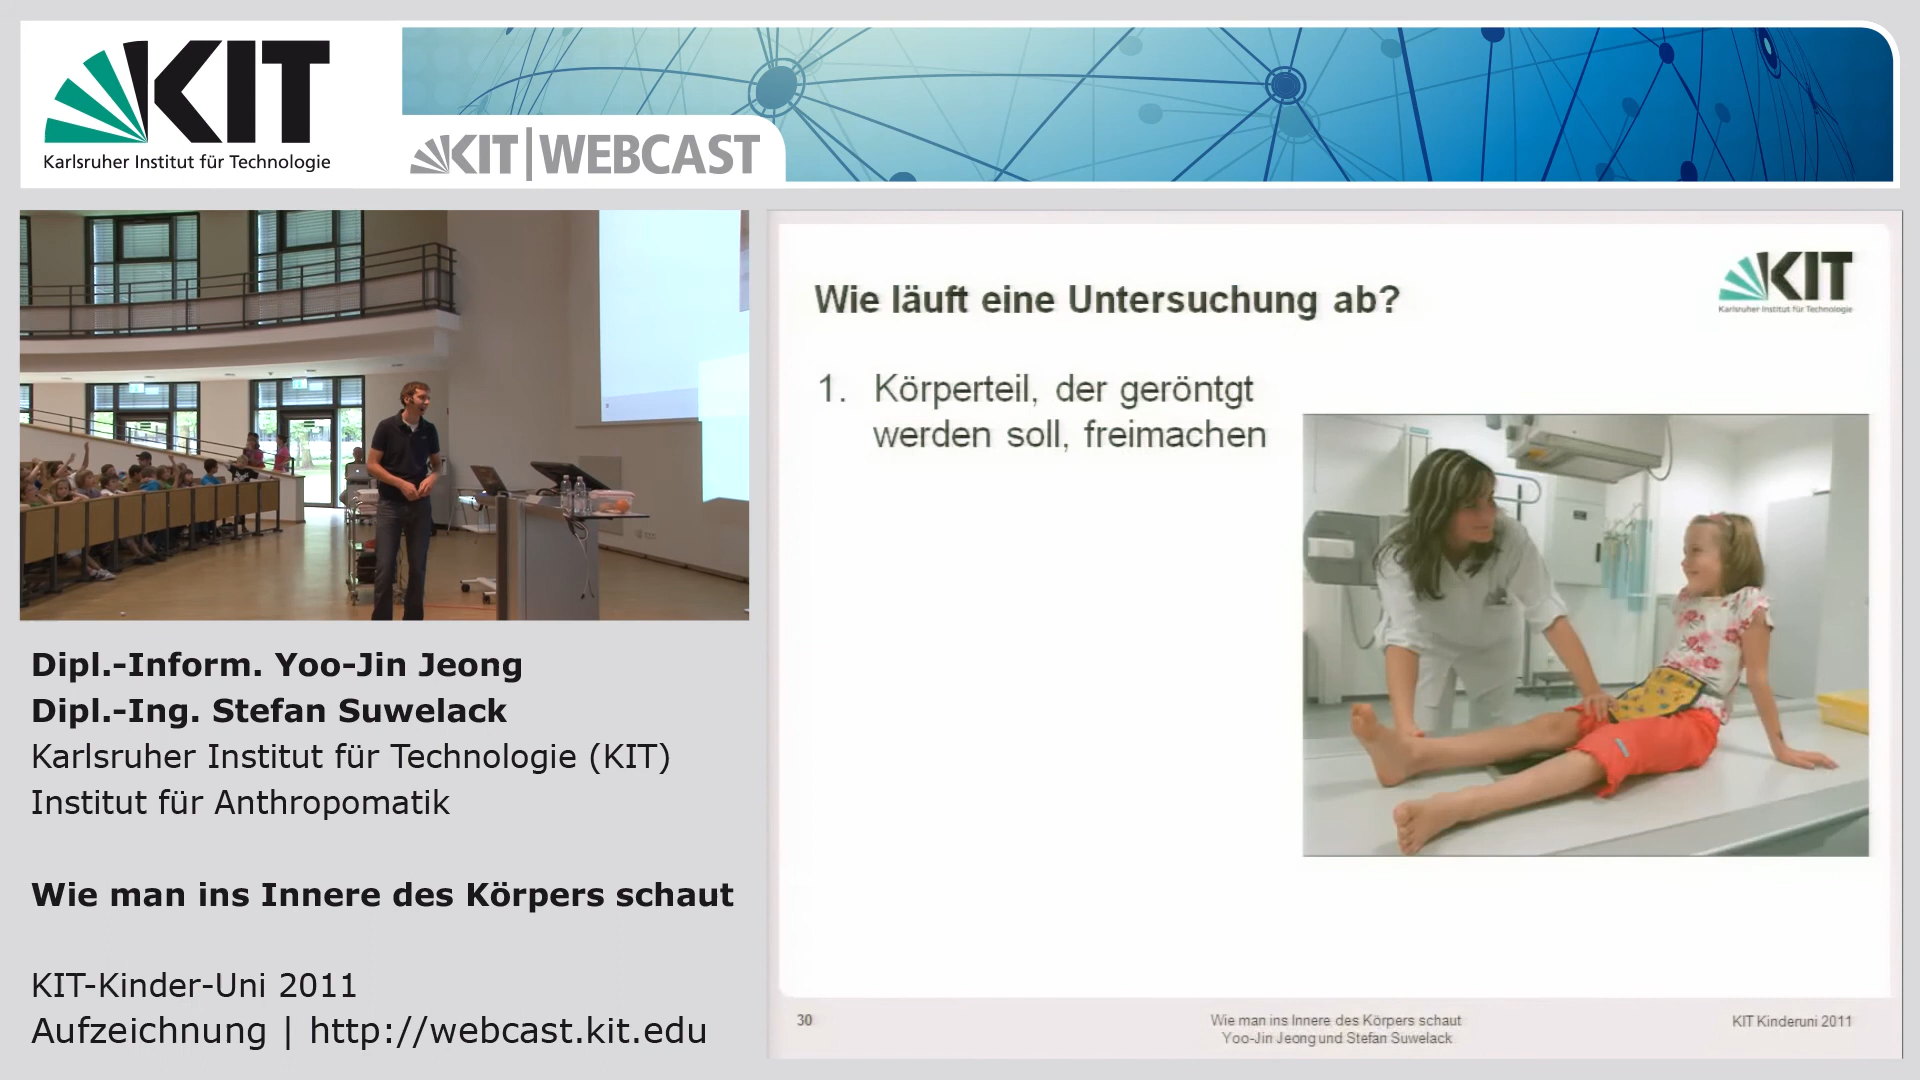 KIT
Karlsruher Institut für Technologie
KIT|WEBCAST
Dipl.-Inform. Yoo-Jin Jeong
Dipl.-Ing. Stefan Suwelack
Karlsruher Institut für Technologie (KIT)
Institut für Anthropomatik
Wie man ins Innere des Körpers schaut
KIT-Kinder-Uni 2011
Aufzeichnung | http://webcast.kit.edu
Wie läuft eine Untersuchung ab?
KIT
Karlsruher Institut für Technologie
1. Körperteil, der geröntgt
werden soll, freimachen
30
Wie man ins Innere des Körpers schaut
Yoo-Jin Jeong und Stefan Suwelack
KIT Kinderuni 2011